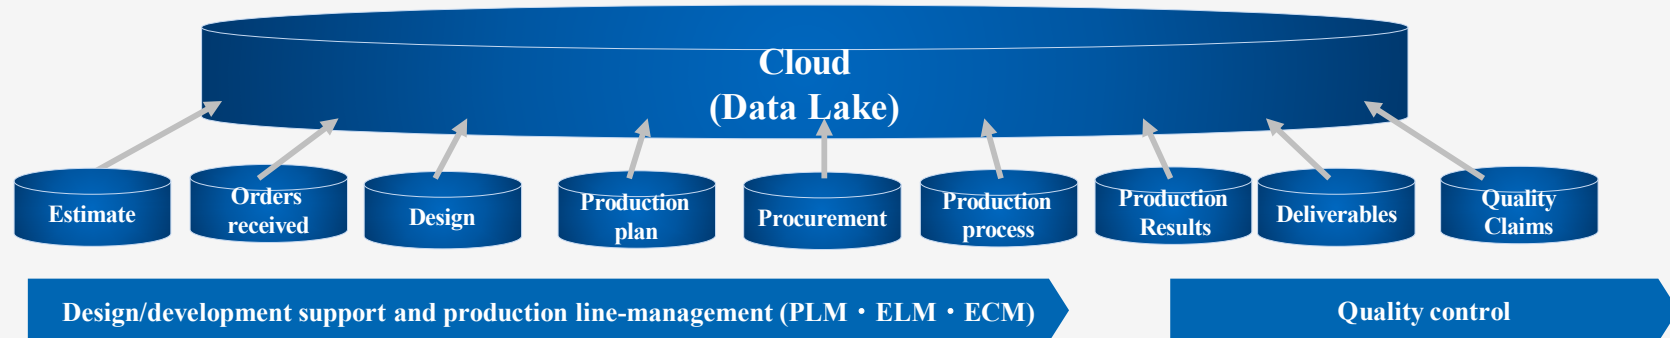 Cloud
(Data Lake)
Estimate
Orders
received
Design
Production
plan
Procurement
Production
process
Production
Results
Deliverables
Quality
Claims
Design/development support and production line-management (PLM・ELM・ECM)
Quality control